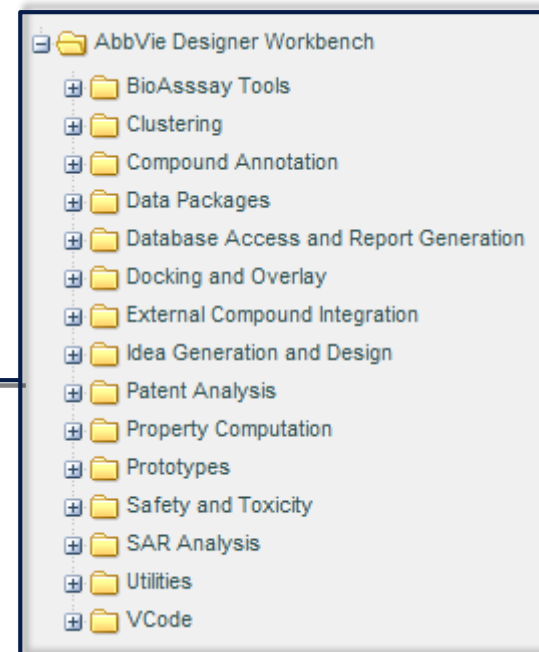 AbbVie Designer Workbench
BioAsssay Tools
Clustering
Compound Annotation
Data Packages
Database Access and Report Generation
Docking and Overlay
External Compound Integration
Idea Generation and Design
Patent Analysis
Property Computation
Prototypes
Safety and Toxicity
SAR Analysis
Utilities
VCode